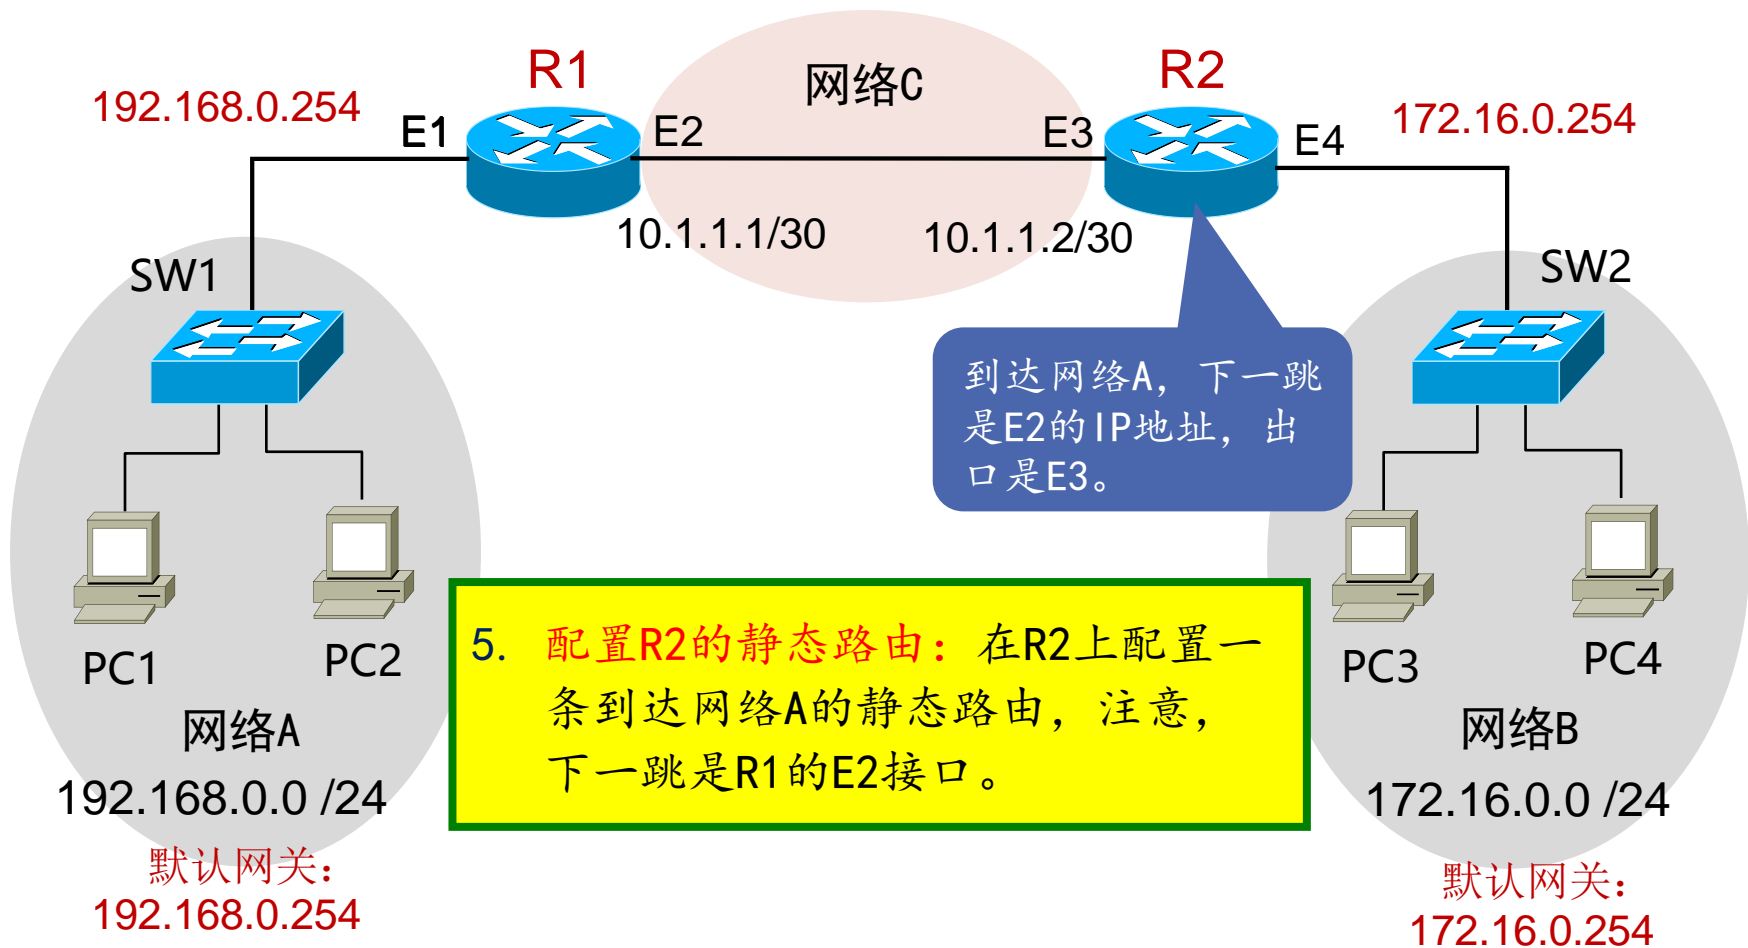 R1
网络C
R2
192.168.0.254
E1
E2
E3
E4
172.16.0.254
10.1.1.1/30
10.1.1.2/30
SW1
SW2
到达网络A，下一跳
是E2的IP地址，出
口是E3。
PC1
PC2
PC3
PC4
5. 配置R2的静态路由：在R2上配置一
条到达网络A的静态路由，注意，
下一跳是R1的E2接口。
网络A
192.168.0.0 /24
默认网关：
192.168.0.254
网络B
172.16.0.0 /24
默认网关：
172.16.0.254